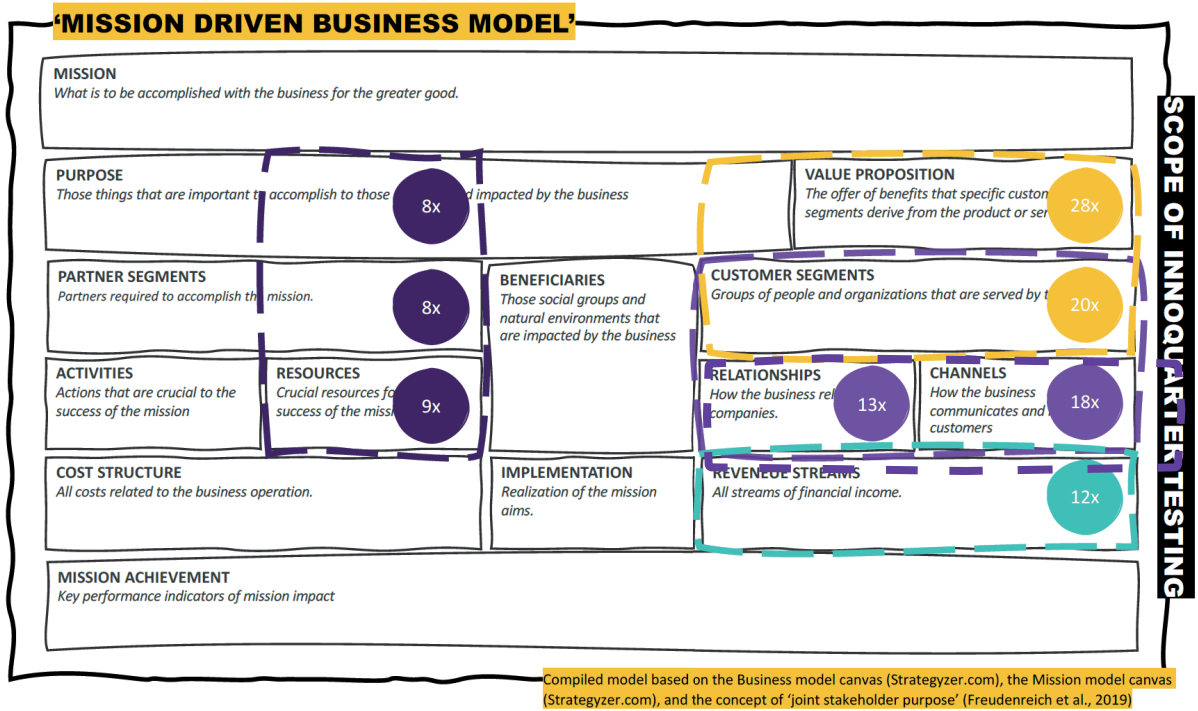 ‘MISSION DRIVEN BUSINESS MODEL’
MISSION
What is to be accomplished with the business for the greater good.
PURPOSE
Those things that are important to accomplish to those d impacted by the business
8x
VALUE PROPOSITION
The offer of benefits that specific custom
segments derive from the product or ser
28x
PARTNER SEGMENTS
Partners required to accomplish the mission.
8x
BENEFICIARIES
Those social groups and
natural environments that
are impacted by the business
CUSTOMER SEGMENTS
Groups of people and organizations that are served by t
20x
ACTIVITIES
Actions that are crucial to the
success of the mission
RESOURCES
Crucial resources fo
success of the missi
9x
RELATIONSHIPS
How the business rel
companies.
13x
CHANNELS
How the business
communicates and
customers
18x
COST STRUCTURE
All costs related to the business operation.
IMPLEMENTATION
Realization of the mission
aims.
REVENEUE STREAMS
All streams of financial income.
12x
MISSION ACHIEVEMENT
Key performance indicators of mission impact
SCOPE OF INNOQUARTER TESTING
Compiled model based on the Business model canvas (Strategyzer.com), the Mission model canvas
(Strategyzer.com), and the concept of ‘joint stakeholder purpose’ (Freudenreich et al., 2019)